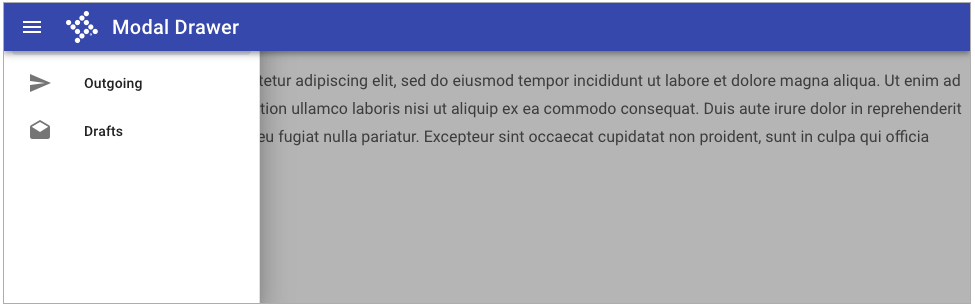 Modal Drawer
Outgoing
Drafts
tetur adipiscing elit, sed do eiusmod tempor incididunt ut labore et dolore magna aliqua. Ut enim ad
tion ullamco laboris nisi ut aliquip ex ea commodo consequat. Duis aute irure dolor in reprehenderit
eu fugiat nulla pariatur. Excepteur sint occaecat cupidatat non proident, sunt in culpa qui officia